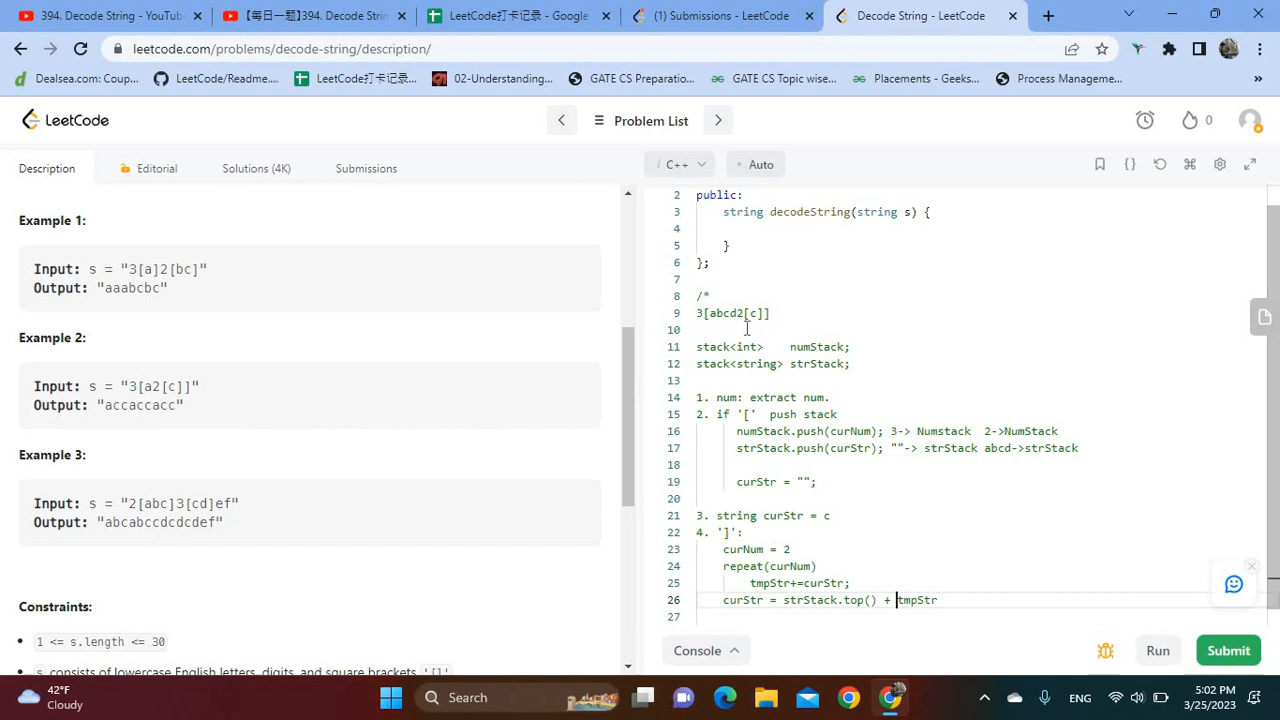 394. Decode String - YouTube
【每日一题】394. Decode Strin
LeetCode打卡记录 - Google
(1) Submissions - LeetCode
Decode String - LeetCode
leetcode.com/problems/decode-string/description/
Dealsea.com: Coup...
LeetCode/Readme....
LeetCode打卡记录...
02-Understanding...
GATE CS Preparatio...
GATE CS Topic wise...
Placements - Geeks...
Process Manageme...
»
LeetCode
Problem List
0
Description
Editorial
Solutions (4K)
Submissions
i C++
Auto
Example 1:
Input: s = "3[a]2[bc]"
Output: "aaabcbc"
Example 2:
Input: s = "3[a2[c]]"
Output: "accaccacc"
Example 3:
Input: s = "2[abc]3[cd]ef"
Output: "abcabccdcdcdef"
Constraints:
1 <= s.length <= 30
s consists of lowercase English letters, digits, and square brackets '[]'
2 public:
3 string decodeString(string s) {
4
5 }
6 };
7
8 /*
9 3[abcd2[c]]
10
11 stack<int> numStack;
12 stack<string> strStack;
13
14 1. num: extract num.
15 2. if '[' push stack
16 numStack.push(curNum); 3-> Numstack 2->NumStack
17 strStack.push(curStr); ""-> strStack abcd->strStack
18
19 curStr = "";
20
21 3. string curStr = c
22 4. ']':
23 curNum = 2
24 repeat(curNum)
25 tmpStr+=curStr;
26 curStr = strStack.top() + tmpStr
27
Console
Run
Submit
42°F
Cloudy
Search
ENG
5:02 PM
3/25/2023